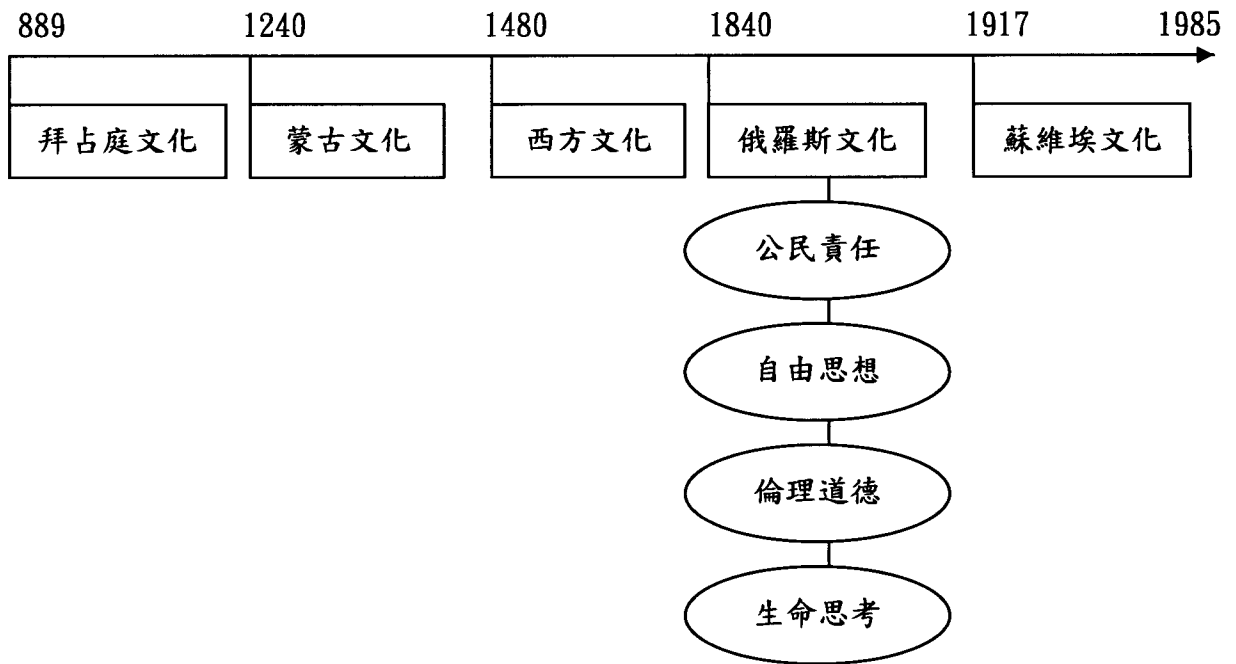 889 1240 1480 1840 1917 1985
拜占庭文化 蒙古文化 西方文化 俄羅斯文化 蘇維埃文化
公民責任
自由思想
倫理道德
生命思考